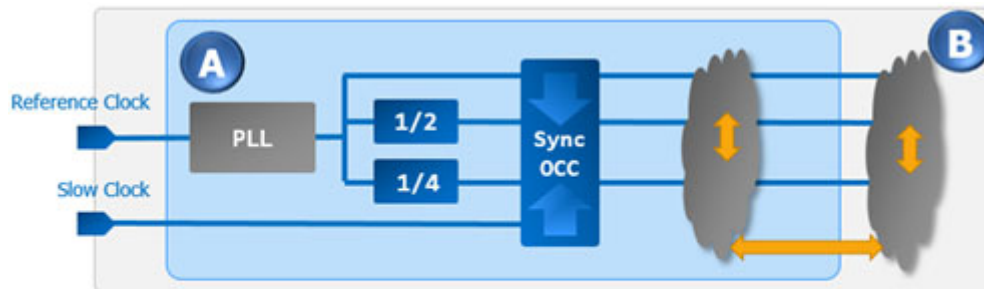 A
B
Reference Clock
PLL
1/2
Sync
OCC
1/4
Slow Clock